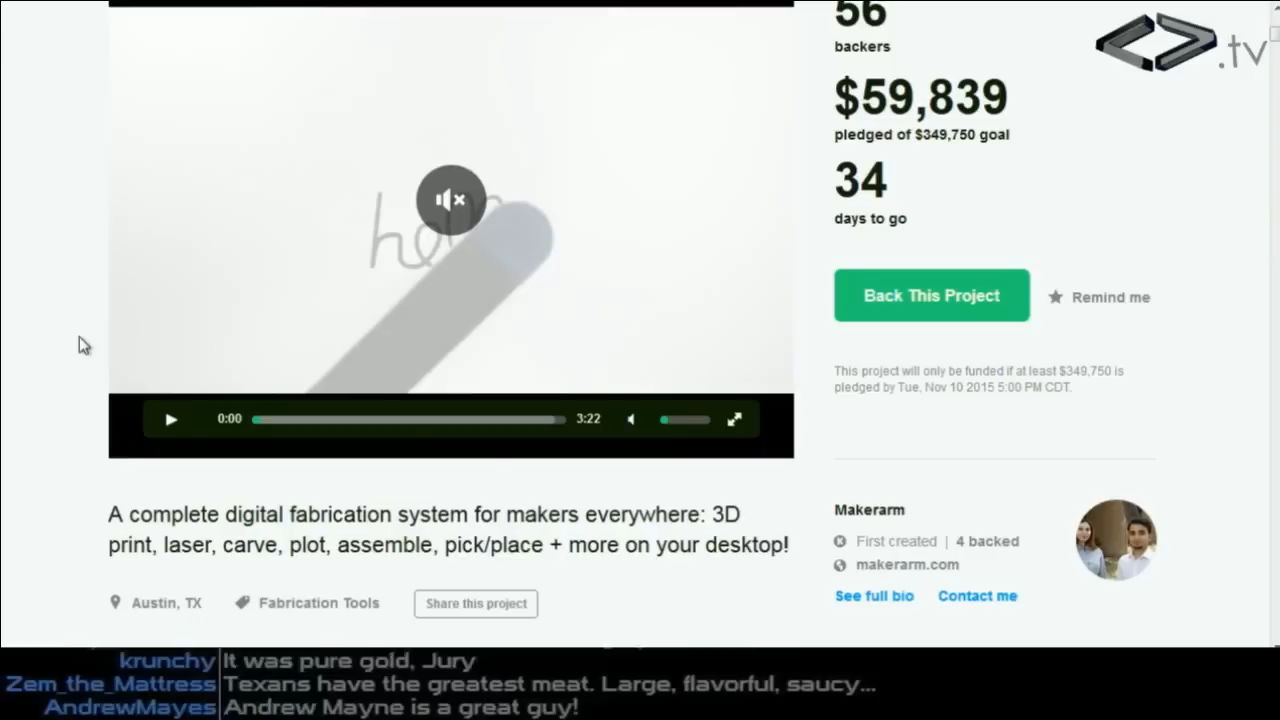 56
backers
<>.tv
$59,839
pledged of $349,750 goal
34
days to go
Back This Project
Remind me
This project will only be funded if at least $349,750 is
pledged by Tue, Nov 10 2015 5:00 PM CDT.
0:00
3:22
A complete digital fabrication system for makers everywhere: 3D
print, laser, carve, plot, assemble, pick/place + more on your desktop!
Austin, TX
Fabrication Tools
Share this project
Makerarm
First created | 4 backed
makerarm.com
See full bio
Contact me
krunchy It was pure gold, Jury
Zem_the_Mattress Texans have the greatest meat. Large, flavorful, saucy...
AndrewMayes Andrew Mayne is a great guy!